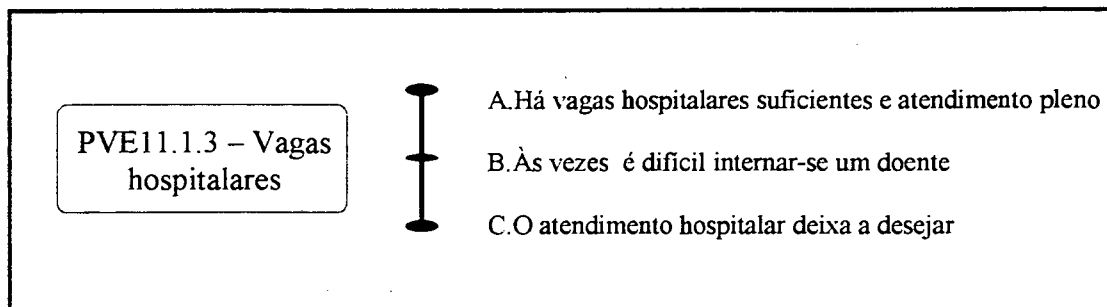 PVE11.1.3 – Vagas
hospitalares
A.Há vagas hospitalares suficientes e atendimento pleno
B.Às vezes é difícil internar-se um doente
C.O atendimento hospitalar deixa a desejar